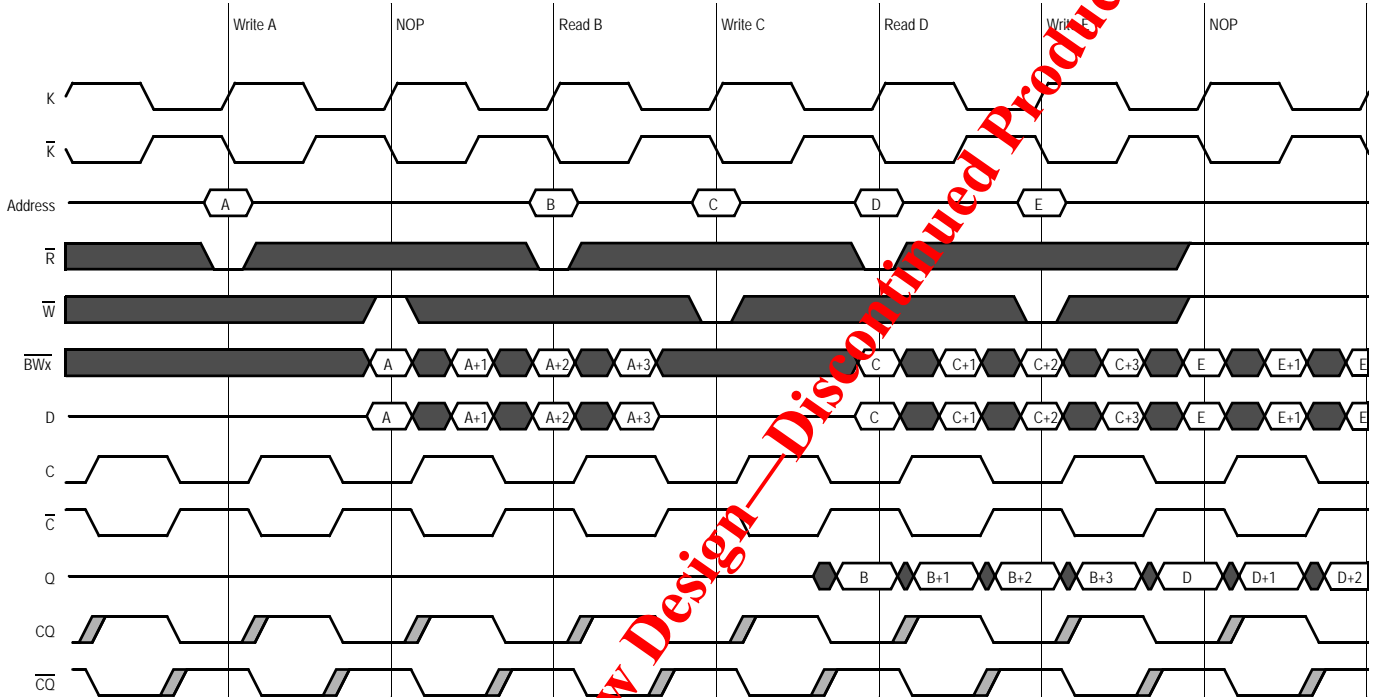 Write A NOP Read B Write C Read D Write E NOP
K
K
Address A B C D E
R
W
BWx A A+1 A+2 A+3 C C+1 C+2 C+3 E E+1 E
D A A+1 A+2 A+3 C C+1 C+2 C+3 E E+1 E
C
C
Q B B+1 B+2 B+3 D D+1 D+2
CQ
CQ
w Design—Discontinued Produc